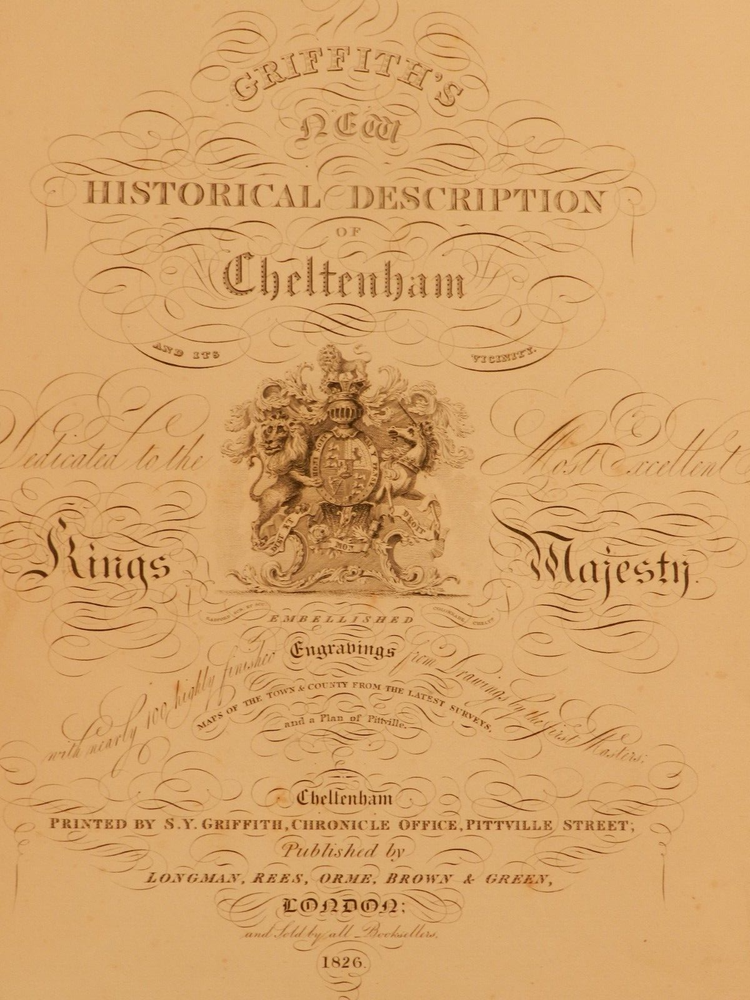 GRIFFITH'S
NEW
HISTORICAL DESCRIPTION
OF
Cheltenham
AND ITS VICINITY.
Dedicated to the Most Excellent
Kings Majesty.
EMBELLISHED
with nearly 100 highly finished Engravings from Drawings by the first Masters;
MAPS OF THE TOWN & COUNTY FROM THE LATEST SURVEYS,
and a Plan of Pittville.
Cheltenham
PRINTED BY S.Y. GRIFFITH, CHRONICLE OFFICE, PITTVILLE STREET;
Published by
LONGMAN, REES, ORME, BROWN & GREEN,
LONDON;
and Sold by all Booksellers,
1826.